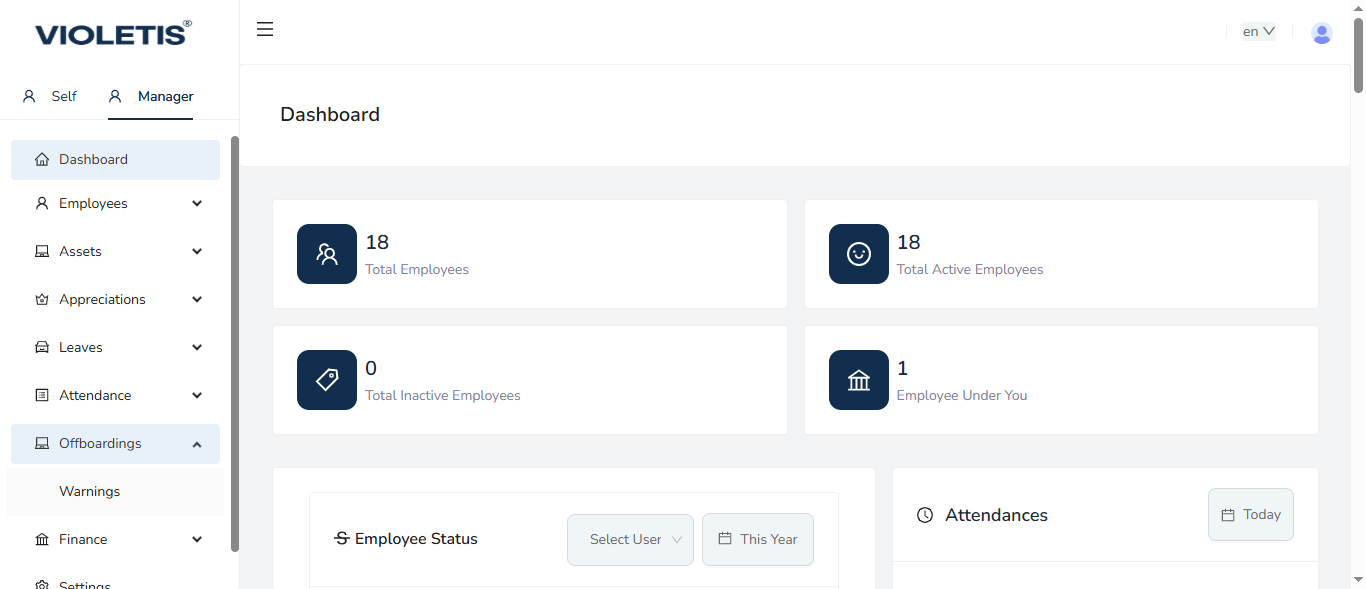 VIOLETIS®
en
Self
Manager
Dashboard
Dashboard
Employees
Assets
Appreciations
Leaves
Attendance
Offboardings
Warnings
Finance
Settings
18
Total Employees
18
Total Active Employees
0
Total Inactive Employees
1
Employee Under You
Employee Status
Select User
This Year
Attendances
Today